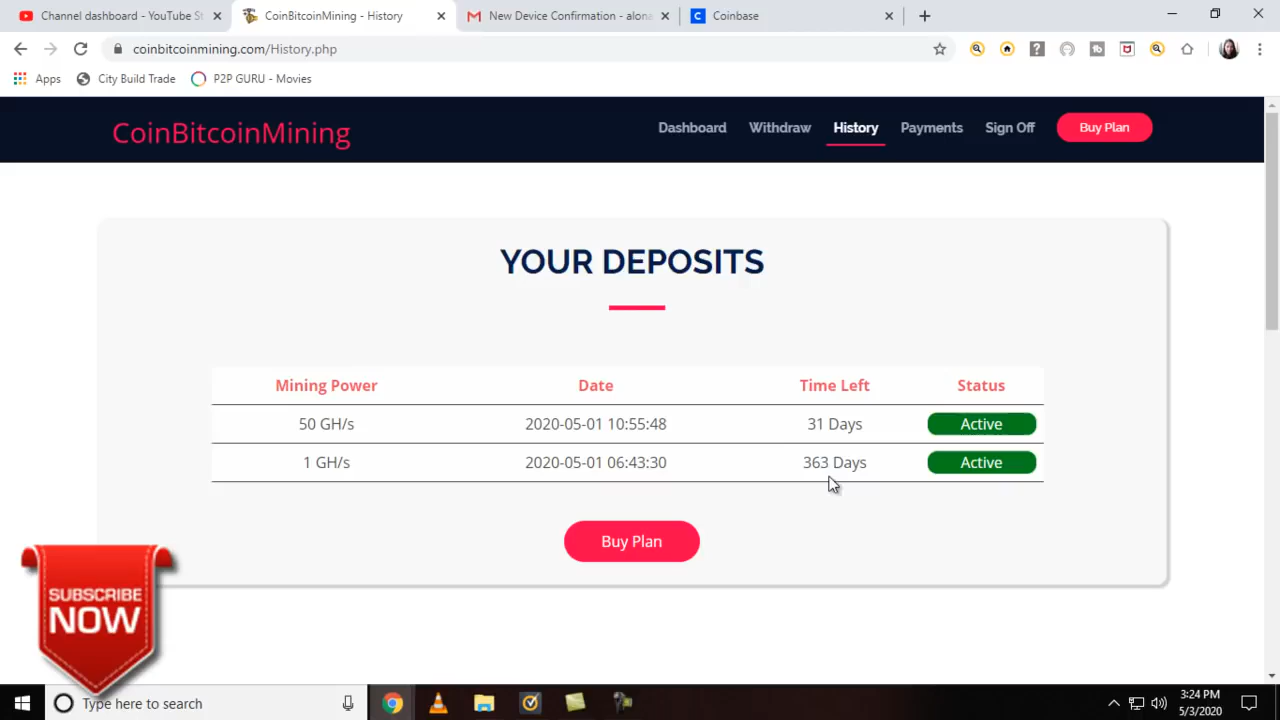 Channel dashboard - YouTube St
CoinBitcoinMining - History
New Device Confirmation - alona
Coinbase
coinbitcoinmining.com/History.php
Apps
City Build Trade
P2P GURU - Movies
CoinBitcoinMining
Dashboard
Withdraw
History
Payments
Sign Off
Buy Plan
YOUR DEPOSITS
Mining Power Date Time Left Status
50 GH/s 2020-05-01 10:55:48 31 Days Active
1 GH/s 2020-05-01 06:43:30 363 Days Active
Buy Plan
SUBSCRIBE
NOW
Type here to search
3:24 PM
5/3/2020